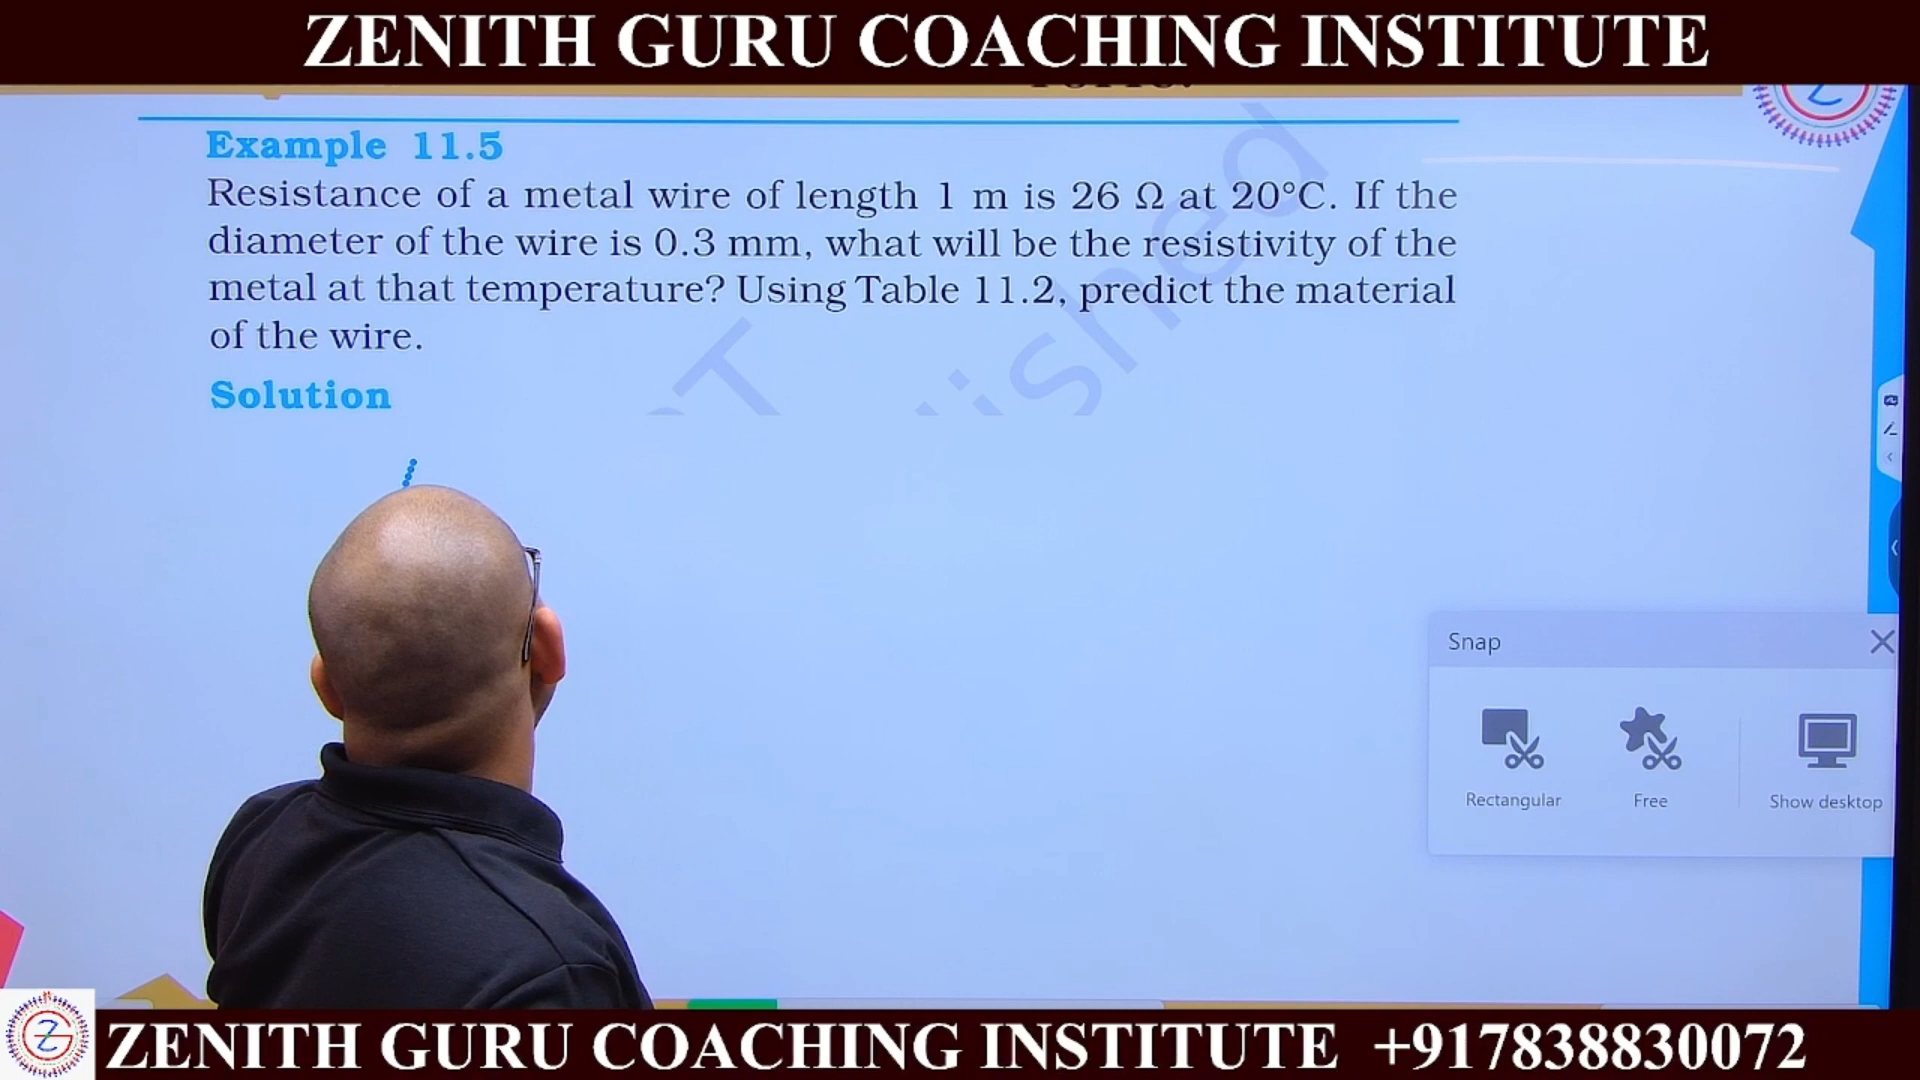 ZENITH GURU COACHING INSTITUTE
Example 11.5
Resistance of a metal wire of length 1 m is 26 Ω at 20°C. If the
diameter of the wire is 0.3 mm, what will be the resistivity of the
metal at that temperature? Using Table 11.2, predict the material
of the wire.
Solution
Snap
Rectangular
Free
Show desktop
ZENITH GURU COACHING INSTITUTE +917838830072